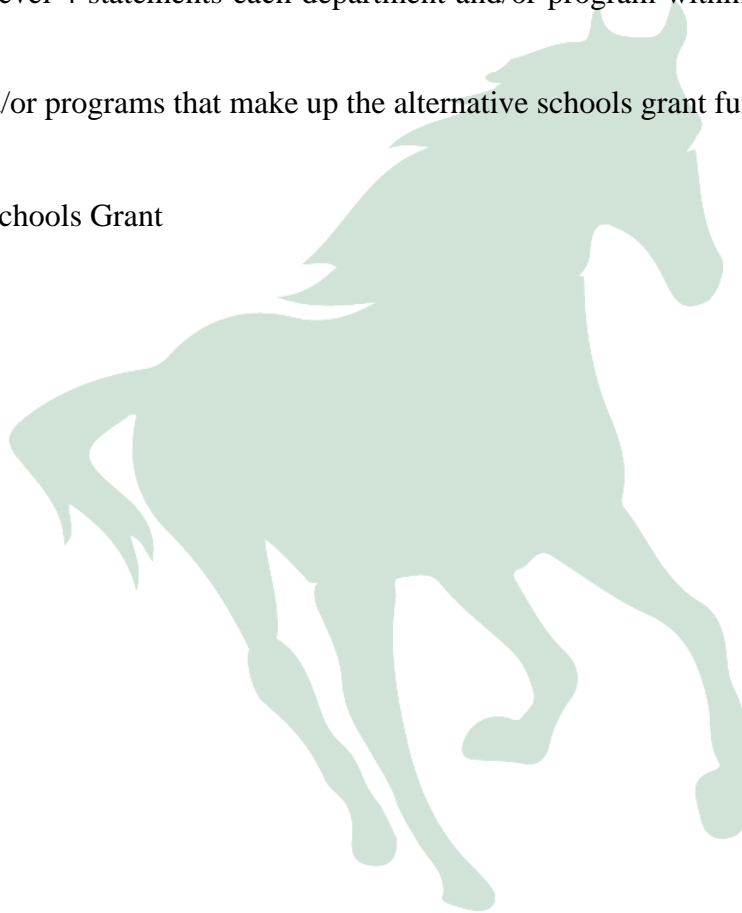 4 statements each department and/or program within
/or programs that make up the alternative schools grant fu
chools Grant